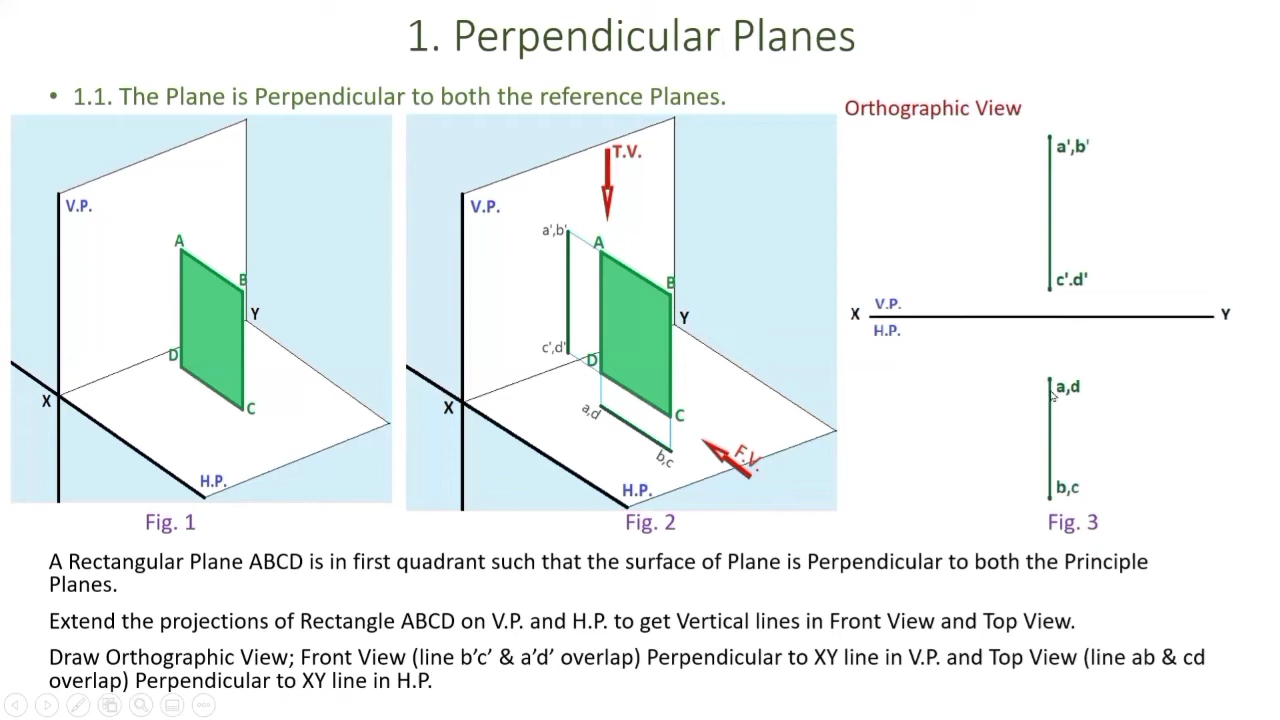 1. Perpendicular Planes
• 1.1. The Plane is Perpendicular to both the reference Planes.
Orthographic View
V.P.
A
B
Y
D
X
C
H.P.
Fig. 1
T.V.
V.P.
a',b'
A
B
Y
c',d'
D
X
a,d
C
b,c
F.V.
H.P.
Fig. 2
a',b'
c'.d'
X
V.P.
Y
H.P.
a,d
b,c
Fig. 3
A Rectangular Plane ABCD is in first quadrant such that the surface of Plane is Perpendicular to both the Principle
Planes.
Extend the projections of Rectangle ABCD on V.P. and H.P. to get Vertical lines in Front View and Top View.
Draw Orthographic View; Front View (line b’c’ & a’d’ overlap) Perpendicular to XY line in V.P. and Top View (line ab & cd
overlap) Perpendicular to XY line in H.P.